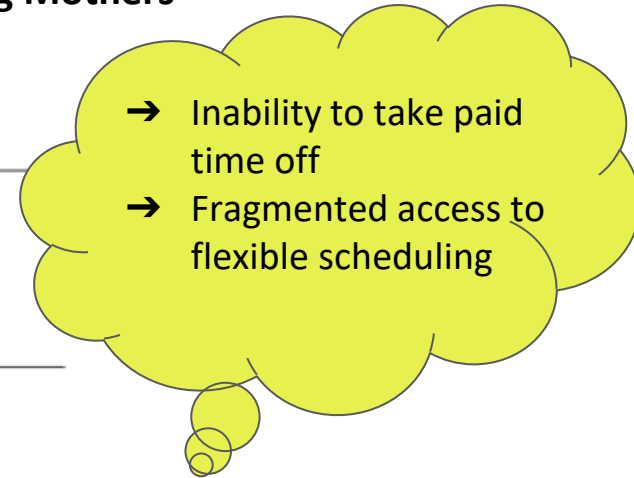 g Mothers
➔ Inability to take paid
time off
➔ Fragmented access to
flexible scheduling